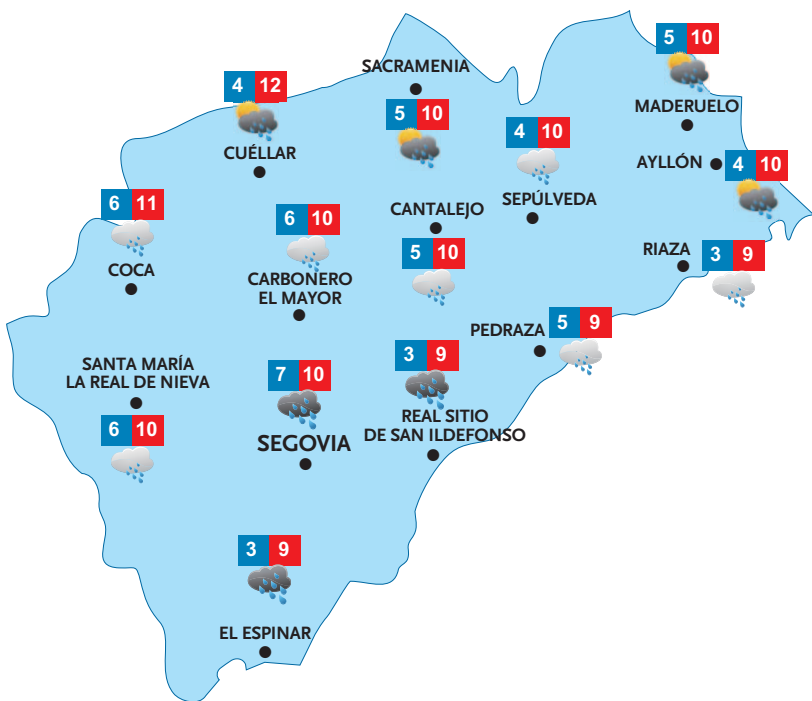 5 10
MADERUELO
SACRAMENIA
5 10
4 12
CUÉLLAR
4 10
SEPÚLVEDA
AYLLÓN
4 10
6 11
COCA
6 10
CARBONERO
EL MAYOR
CANTALEJO
5 10
RIAZA
3 9
PEDRAZA
5 9
SANTA MARÍA
LA REAL DE NIEVA
6 10
7 10
SEGOVIA
3 9
REAL SITIO
DE SAN ILDEFONSO
3 9
EL ESPINAR